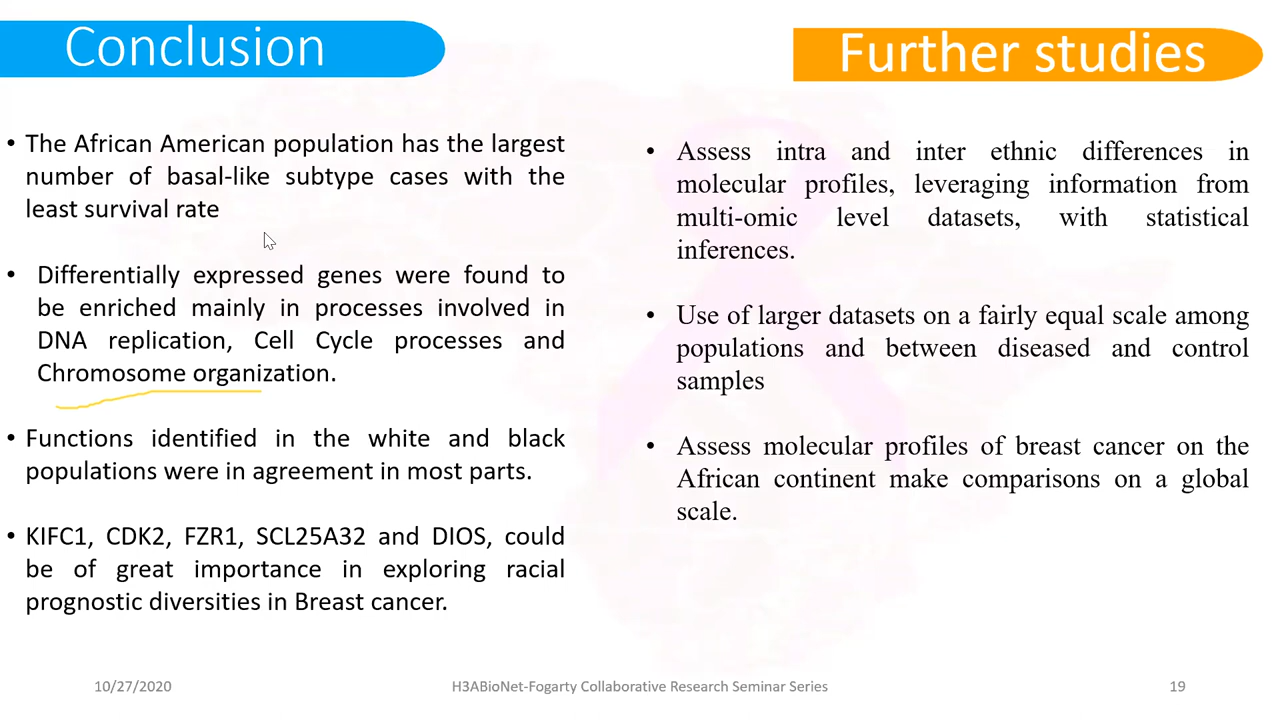 Conclusion
• The African American population has the largest
number of basal-like subtype cases with the
least survival rate
• Differentially expressed genes were found to
be enriched mainly in processes involved in
DNA replication, Cell Cycle processes and
Chromosome organization.
• Functions identified in the white and black
populations were in agreement in most parts.
• KIFC1, CDK2, FZR1, SCL25A32 and DIOS, could
be of great importance in exploring racial
prognostic diversities in Breast cancer.
Further studies
• Assess intra and inter ethnic differences in
molecular profiles, leveraging information from
multi-omic level datasets, with statistical
inferences.
• Use of larger datasets on a fairly equal scale among
populations and between diseased and control
samples
• Assess molecular profiles of breast cancer on the
African continent make comparisons on a global
scale.
10/27/2020
H3ABioNet-Fogarty Collaborative Research Seminar Series
19